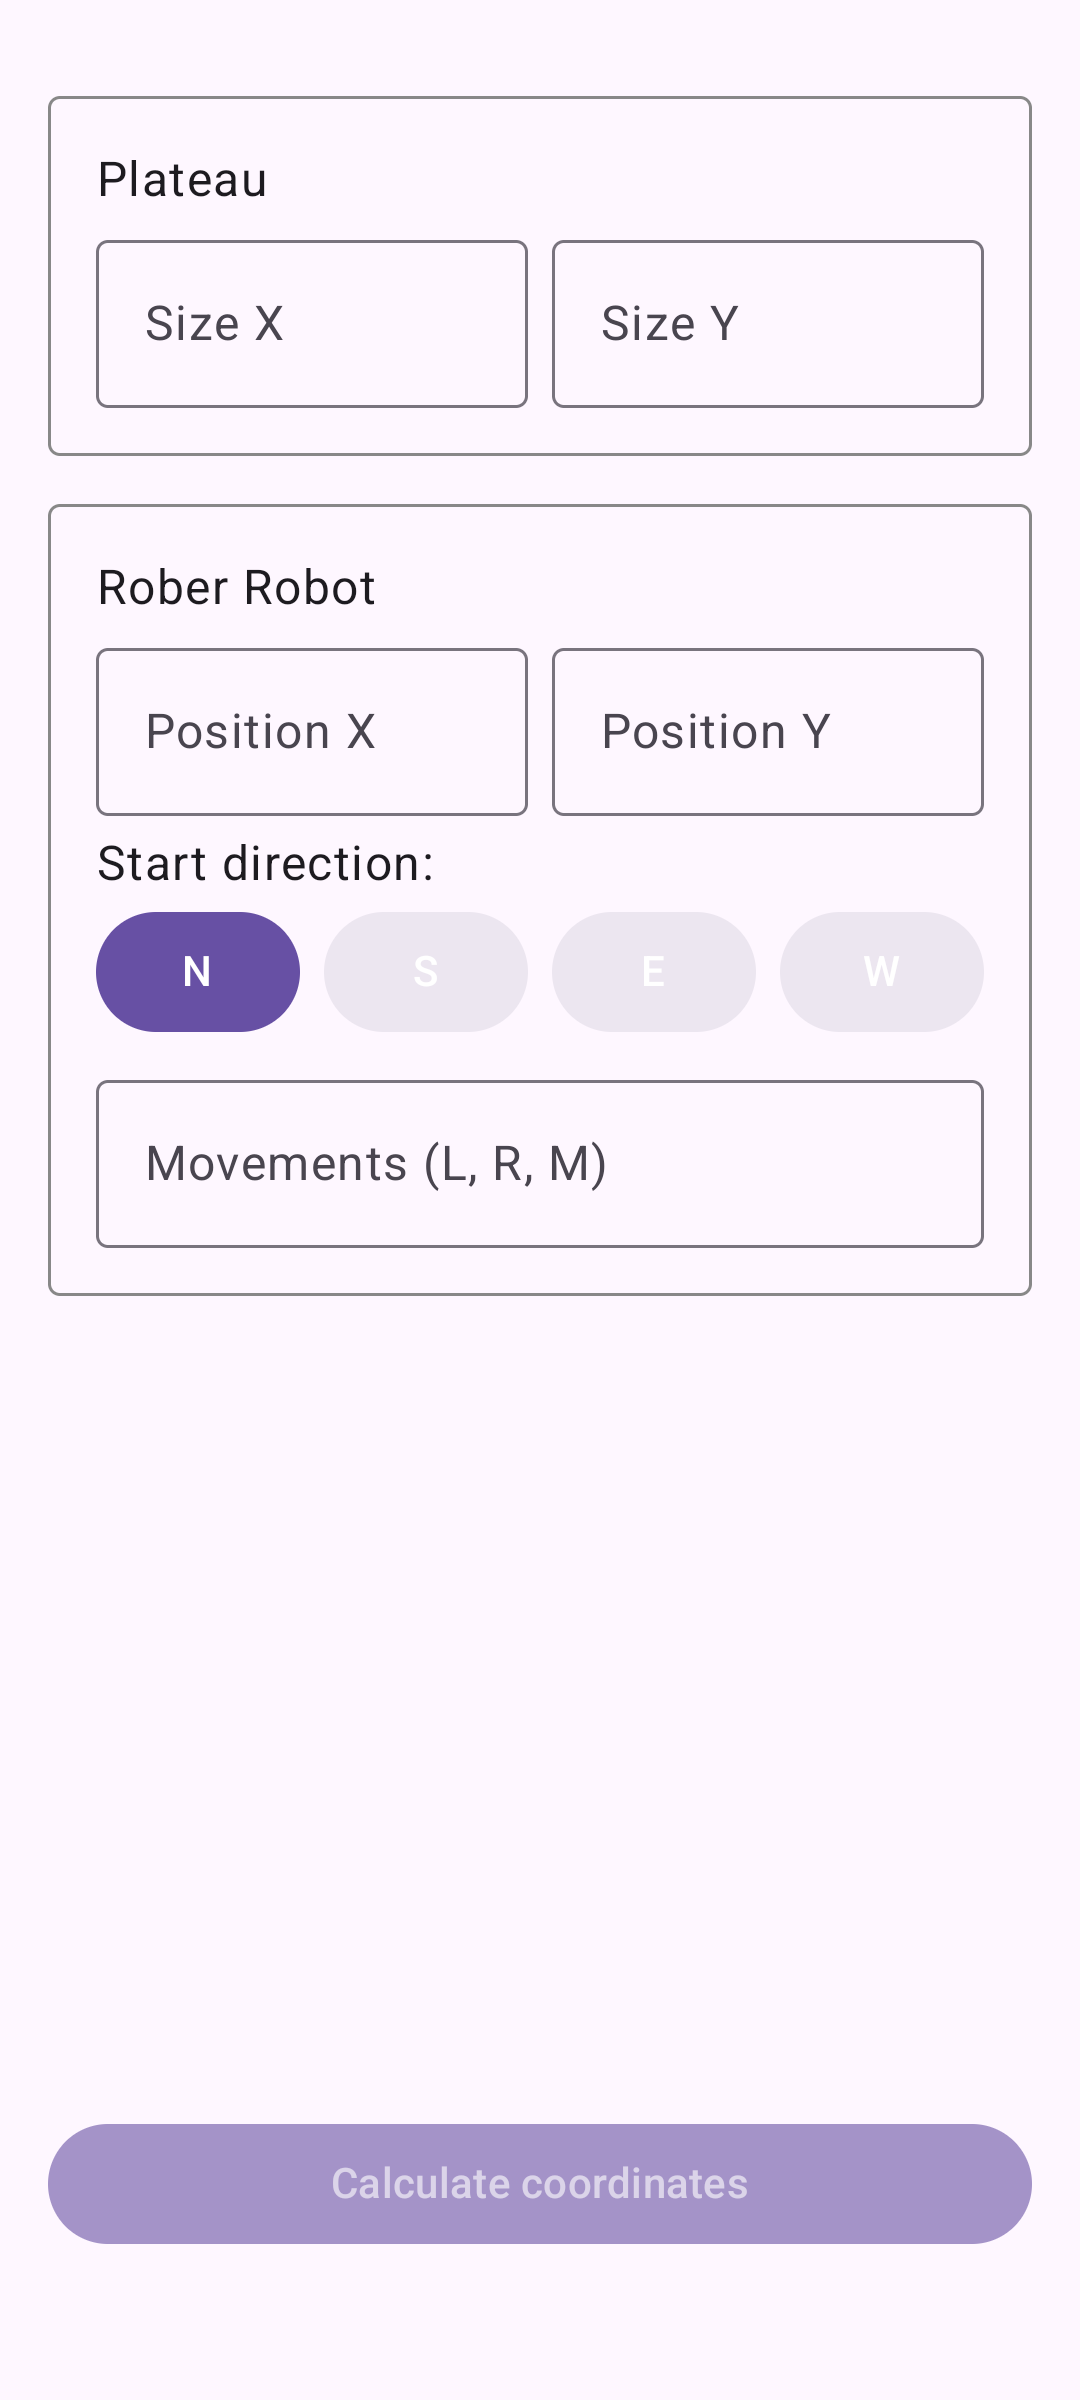 Plateau
Size X
Size Y
Rober Robot
Position X
Position Y
Start direction:
N
S
E
W
Movements (L, R, M)
Calculate coordinates